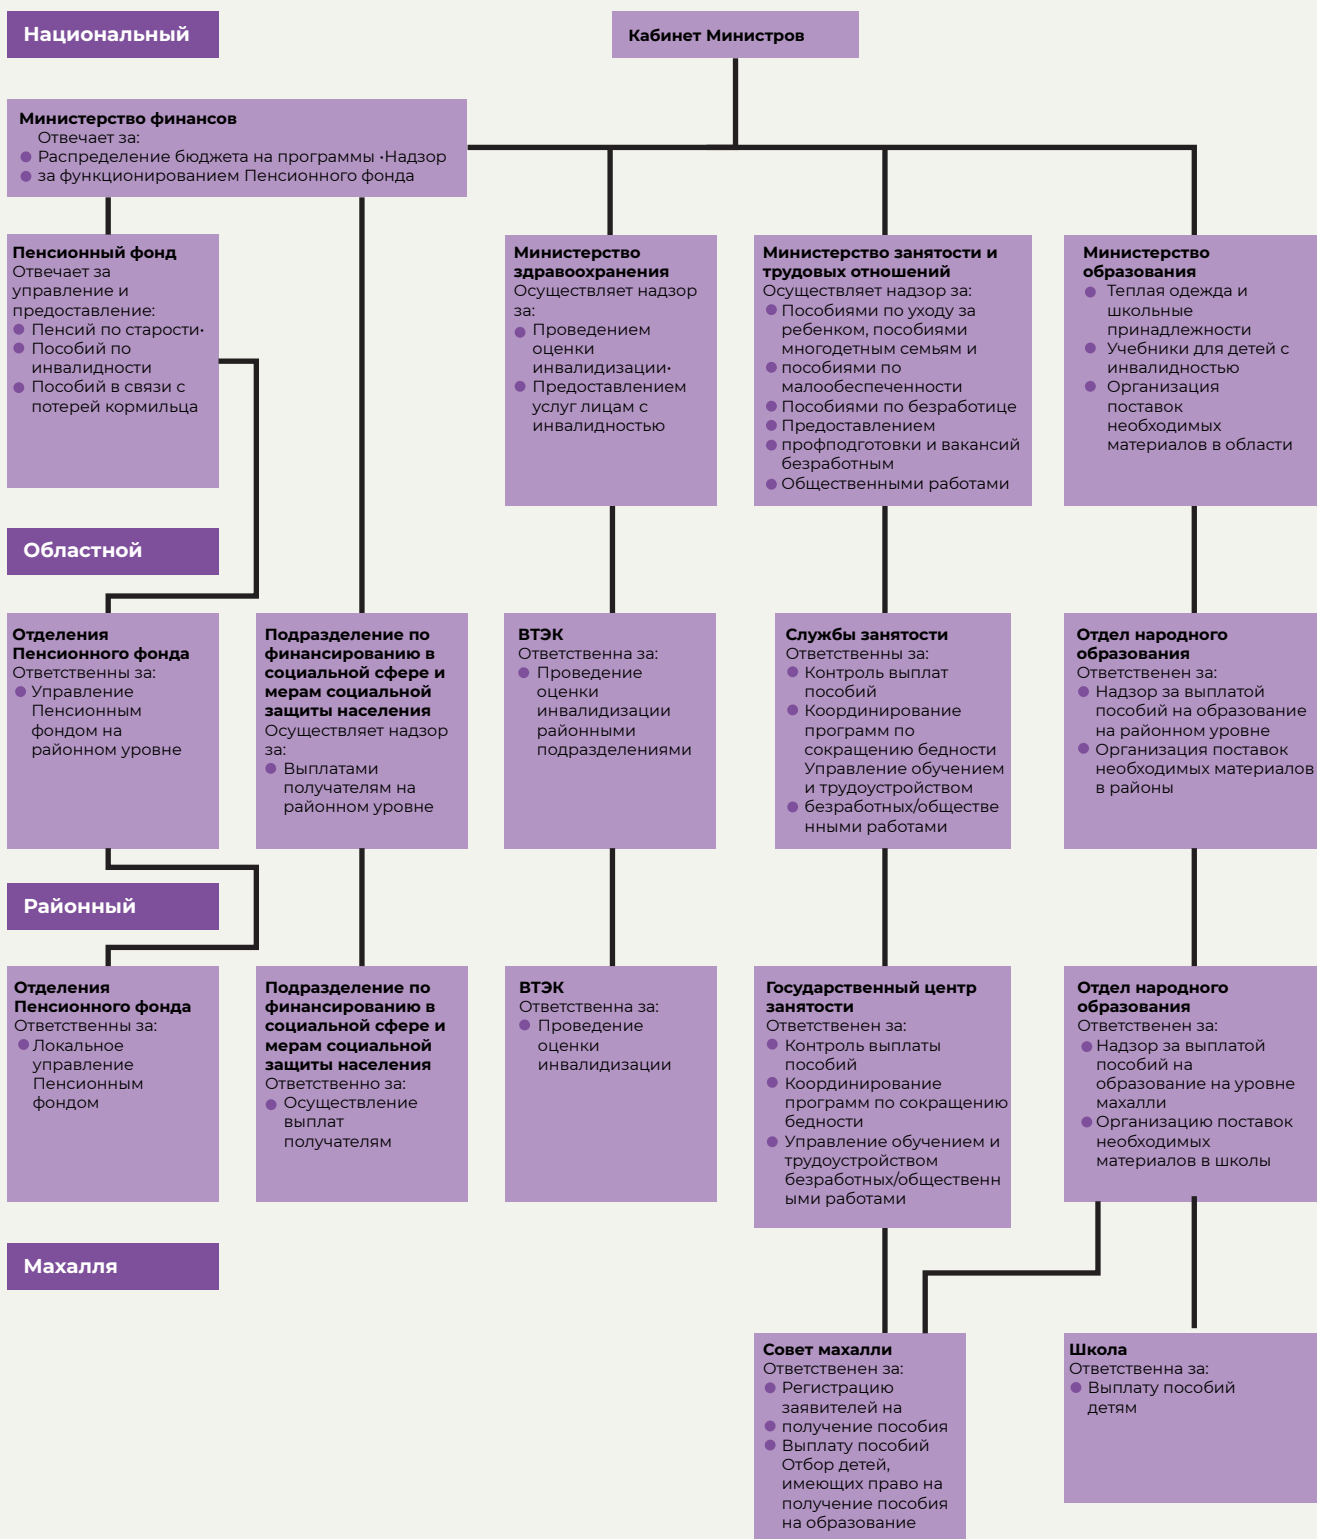 Национальный
Кабинет Министров
Министерство финансов
Отвечает за:
Распределение бюджета на программы •Надзор
за функционированием Пенсионного фонда
Пенсионный фонд
Отвечает за
управление и
предоставление:
Пенсий по старости•
Пособий по
инвалидности
Пособий в связи с
потерей кормильца
Министерство
здравоохранения
Осуществляет надзор
за:
Проведением
оценки
инвалидизации•
Предоставлением
услуг лицам с
инвалидностью
Министерство занятости и
трудовых отношений
Осуществляет надзор за:
Пособиями по уходу за
ребенком, пособиями
многодетным семьям и
пособиями по
малообеспеченности
Пособиями по безработице
Предоставлением
профподготовки и вакансий
безработным
Общественными работами
Министерство
образования
Теплая одежда и
школьные
принадлежности
Учебники для детей с
инвалидностью
Организация
поставок
необходимых
материалов в области
Областной
Отделения
Пенсионного фонда
Ответственны за:
Управление
Пенсионным
фондом на
районном уровне
Подразделение по
финансированию в
социальной сфере и
мерам социальной
защиты населения
Осуществляет надзор
за:
Выплатами
получателям на
районном уровне
ВТЭК
Ответственна за:
Проведение
оценки
инвалидизации
районными
подразделениями
Службы занятости
Ответственны за:
Контроль выплат
пособий
Координирование
программ по
сокращению бедности
Управление обучением
и трудоустройством
безработных/обществе
нными работами
Отдел народного
образования
Ответственен за:
Надзор за выплатой
пособий на образование
на районном уровне
Организация поставок
необходимых материалов
в районы
Районный
Отделения
Пенсионного фонда
Ответственны за:
Локальное
управление
Пенсионным
фондом
Подразделение по
финансированию в
социальной сфере и
мерам социальной
защиты населения
Ответственно за:
Осуществление
выплат
получателям
ВТЭК
Ответственна за:
Проведение
оценки
инвалидизации
Государственный центр
занятости
Ответственен за:
Контроль выплаты
пособий
Координирование
программ по сокращению
бедности
Управление обучением и
трудоустройством
безработных/общественн
ыми работами
Отдел народного
образования
Ответственен за:
Надзор за выплатой
пособий на
образование на уровне
махалли
Организацию поставок
необходимых
материалов в школы
Махалля
Совет махалли
Ответственен за:
Регистрацию
заявителей на
получение пособия
Выплату пособий
Отбор детей,
имеющих право на
получение пособия
на образование
Школа
Ответственна за:
Выплату пособий
детям